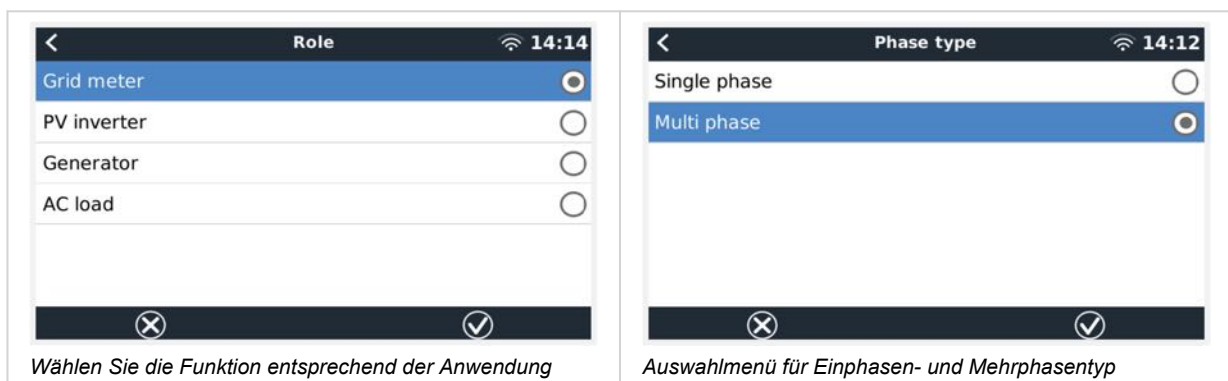 Role
14:14
Grid meter
PV inverter
Generator
AC load
Wählen Sie die Funktion entsprechend der Anwendung
Phase type
14:12
Single phase
Multi phase
Auswahlmenü für Einphasen- und Mehrphasentyp